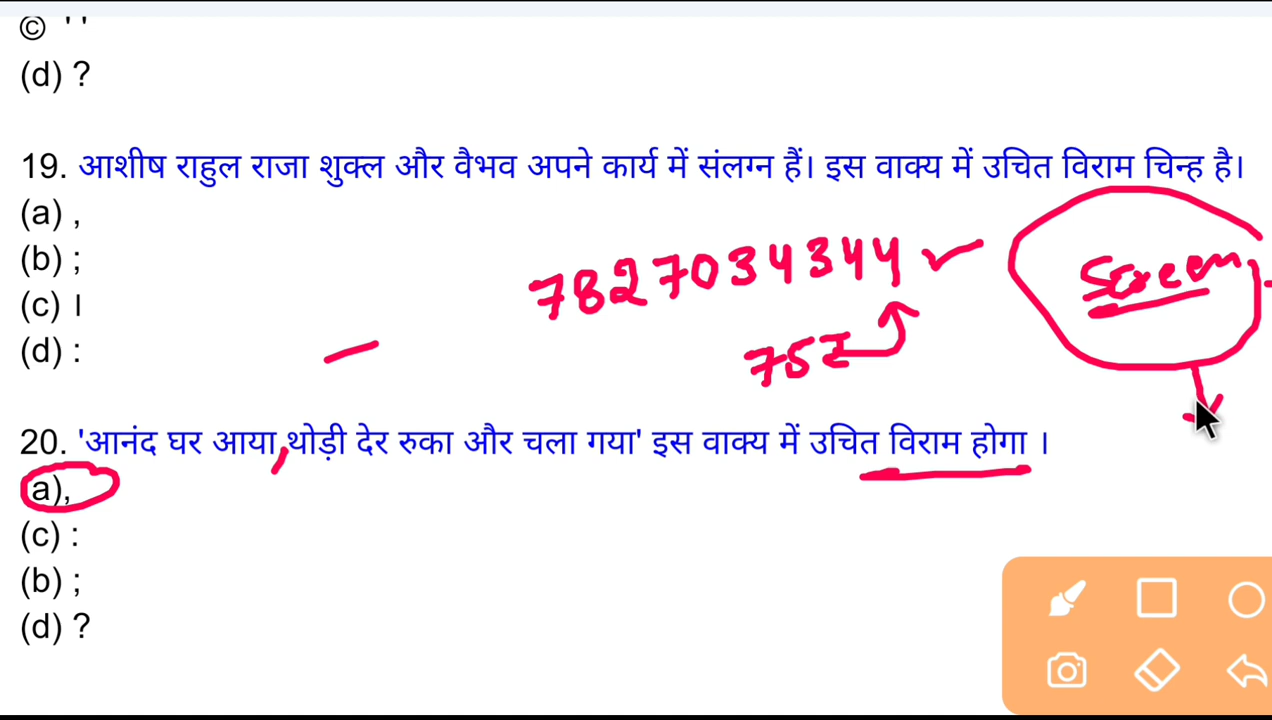 © ' '
(d) ?
19. आशीष राहुल राजा शुक्ल और वैभव अपने कार्य में संलग्न हैं। इस वाक्य में उचित विराम चिन्ह है।
(a) ,
(b) ;
(c) ।
(d) :
7827034344
Screen
75
20. 'आनंद घर आया,थोड़ी देर रुका और चला गया' इस वाक्य में उचित विराम होगा ।
a),
(c) :
(b) ;
(d) ?